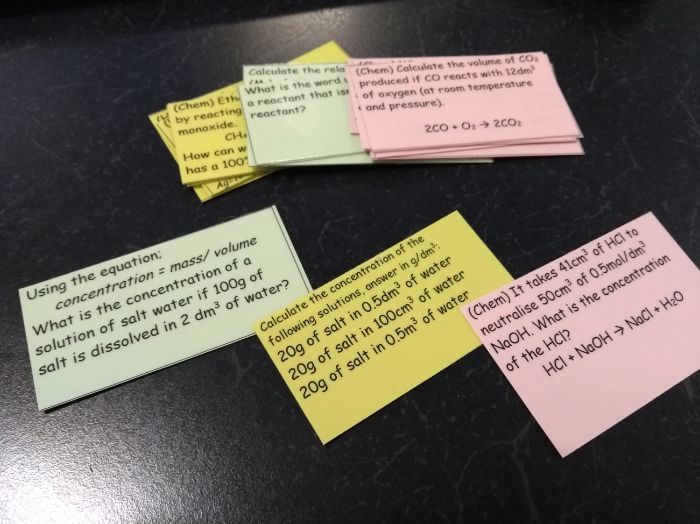 Calculate the rela
What is the word
a reactant that isn
reactant?
(Chem) Calculate the volume of CO₂
produced if CO reacts with 12dm³
of oxygen (at room temperature
and pressure).
2CO + O₂ → 2CO₂
(Chem) Eth
by reacting
monoxide.
CH₄
How can w
has a 100
Ag-
Using the equation:
concentration = mass/ volume
What is the concentration of a
solution of salt water if 100g of
salt is dissolved in 2 dm³ of water?
Calculate the concentration of the
following solutions, answer in g/dm³:
20g of salt in 0.5dm³ of water
20g of salt in 100cm³ of water
20g of salt in 0.5m³ of water
(Chem) It takes 41cm³ of HCl to
neutralise 50cm³ of 0.5mol/dm³
NaOH. What is the concentration
of the HCl?
HCl + NaOH → NaCl + H₂O